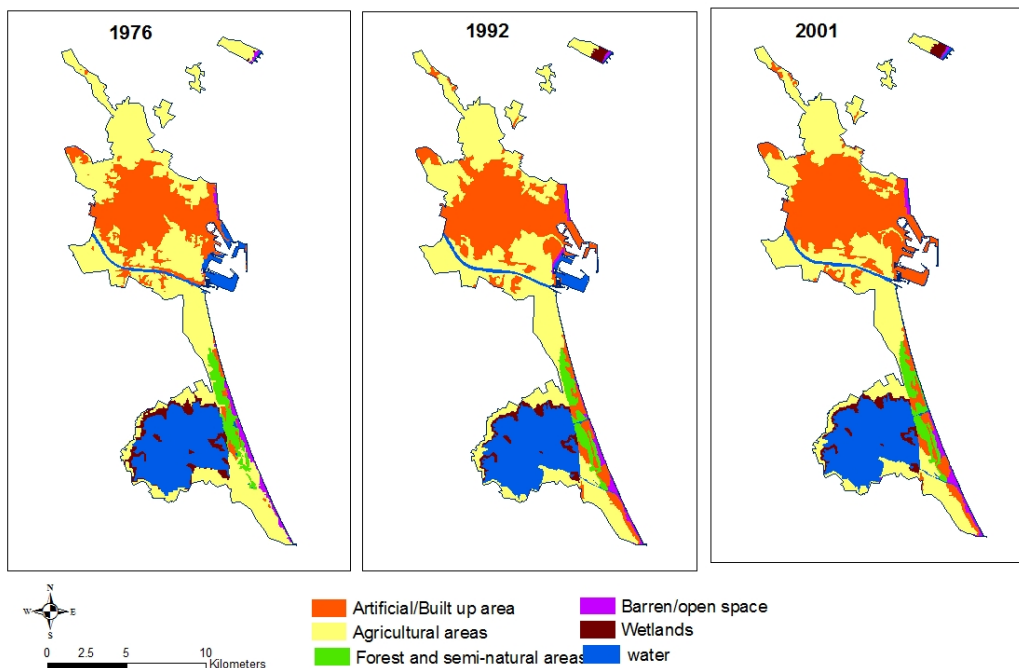 1976
1992
2001
N
W E
S
0 2.5 5 10
Kilometers
Artificial/Built up area
Agricultural areas
Forest and semi-natural areas
Barren/open space
Wetlands
water